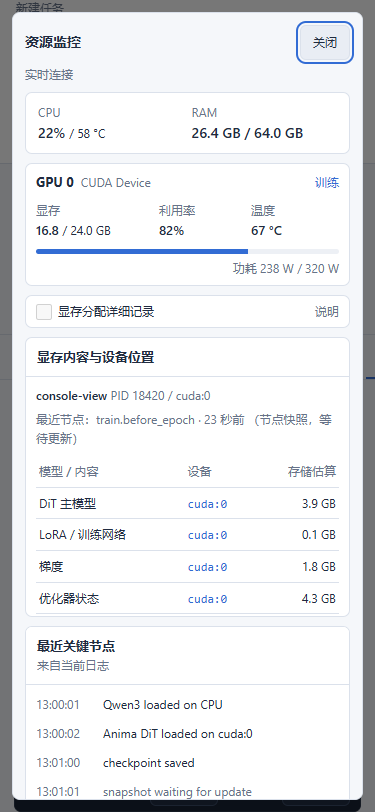 新建任务
资源监控
关闭
实时连接
CPU
RAM
22% / 58 °C
26.4 GB / 64.0 GB
GPU 0 CUDA Device
训练
显存
利用率
温度
16.8 / 24.0 GB
82%
67 °C
功耗 238 W / 320 W
显存分配详细记录
说明
显存内容与设备位置
console-view PID 18420 / cuda:0
最近节点：train.before_epoch · 23 秒前 （节点快照，等
待更新）
模型 / 内容
设备
存储估算
DiT 主模型
cuda:0
3.9 GB
LoRA / 训练网络
cuda:0
0.1 GB
梯度
cuda:0
1.8 GB
优化器状态
cuda:0
4.3 GB
最近关键节点
来自当前日志
13:00:01
Qwen3 loaded on CPU
13:00:02
Anima DiT loaded on cuda:0
13:01:00
checkpoint saved
13:01:01
snapshot waiting for update